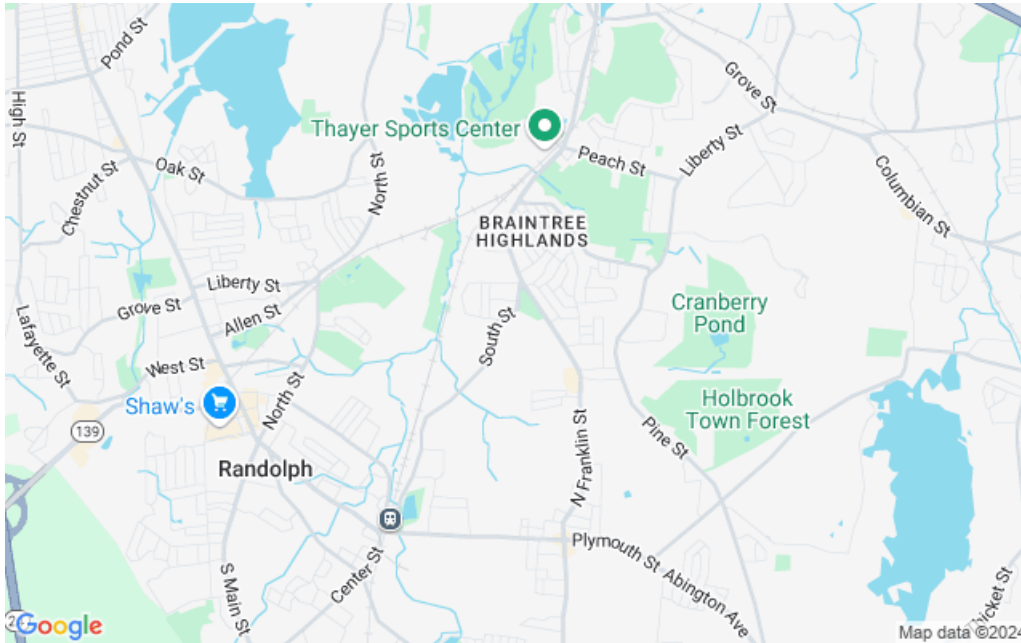 Pond St
High St
Grove St
Thayer Sports Center
Peach St
Liberty St
Chestnut St
Oak St
North St
Columbian St
BRAINTREE
HIGHLANDS
Liberty St
Grove St
Allen St
Lafayette St
Cranberry
Pond
South St
West St
Shaw's
North St
139
Holbrook
Town Forest
Pine St
N Franklin St
Randolph
Plymouth St
Abington Ave
Center St
S Main St
Google
Map data ©2024